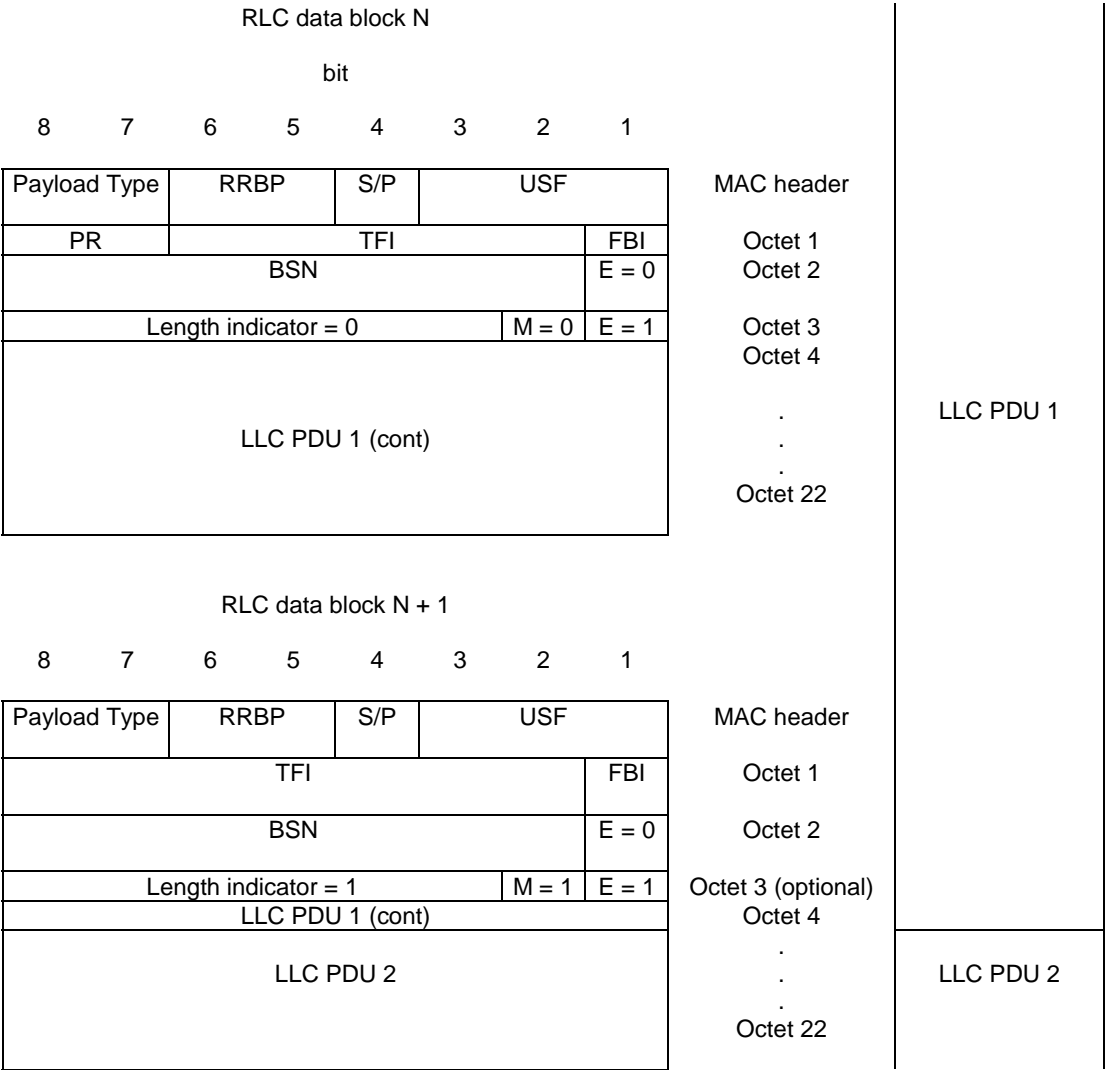 RLC data block N
bit
8 7 6 5 4 3 2 1
Payload Type RRBP S/P USF MAC header
PR TFI FBI Octet 1
BSN E = 0 Octet 2
Length indicator = 0 M = 0 E = 1 Octet 3
Octet 4
.
LLC PDU 1
LLC PDU 1 (cont)
.
.
Octet 22
RLC data block N + 1
8 7 6 5 4 3 2 1
Payload Type RRBP S/P USF MAC header
TFI FBI Octet 1
BSN E = 0 Octet 2
Length indicator = 1 M = 1 E = 1 Octet 3 (optional)
LLC PDU 1 (cont) Octet 4
.
LLC PDU 2 . LLC PDU 2
.
Octet 22